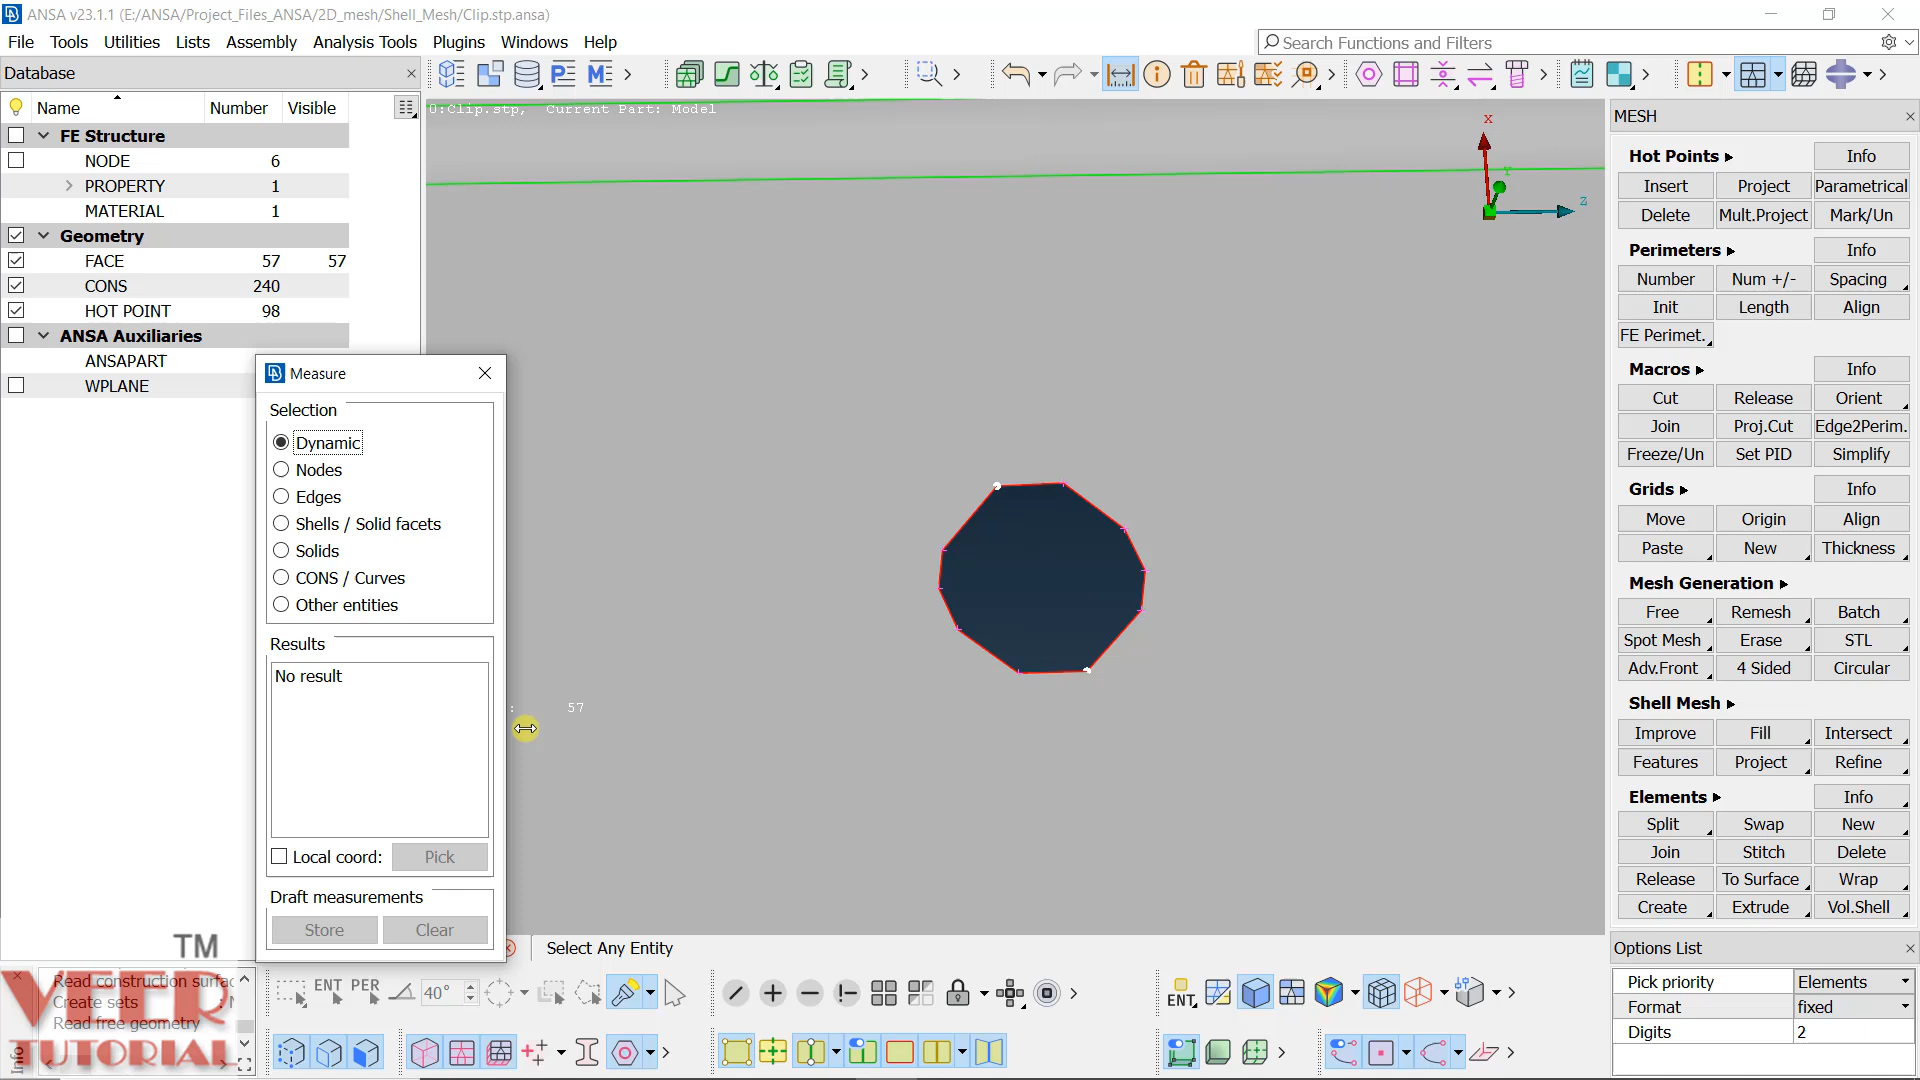 ANSA v23.1.1 (E:/ANSA/Project_Files_ANSA/2D_mesh/Shell_Mesh/Clip.stp.ansa)
File Tools Utilities Lists Assembly Analysis Tools Plugins Windows Help
Search Functions and Filters
Database
Name Number Visible
FE Structure
NODE 6
PROPERTY 1
MATERIAL 1
Geometry
FACE 57 57
CONS 240
HOT POINT 98
ANSA Auxiliaries
ANSAPART
WPLANE
0:Clip.stp, Current Part: Model
X
Y
Z
Measure
Selection
Dynamic
Nodes
Edges
Shells / Solid facets
Solids
CONS / Curves
Other entities
Results
No result
Local coord: Pick
Draft measurements
Store Clear
: 57
Select Any Entity
MESH
Hot Points Info
Insert Project Parametrical
Delete Mult.Project Mark/Un
Perimeters Info
Number Num +/- Spacing
Init Length Align
FE Perimet.
Macros Info
Cut Release Orient
Join Proj.Cut Edge2Perim.
Freeze/Un Set PID Simplify
Grids Info
Move Origin Align
Paste New Thickness
Mesh Generation
Free Remesh Batch
Spot Mesh Erase STL
Adv.Front 4 Sided Circular
Shell Mesh
Improve Fill Intersect
Features Project Refine
Elements Info
Split Swap New
Join Stitch Delete
Release To Surface Wrap
Create Extrude Vol.Shell
Options List
Pick priority Elements
Format fixed
Digits 2
Read construction surfac
Create sets
Read free geometry
Info
ENT PER 40°
ENT
TM
VEER
TUTORIAL